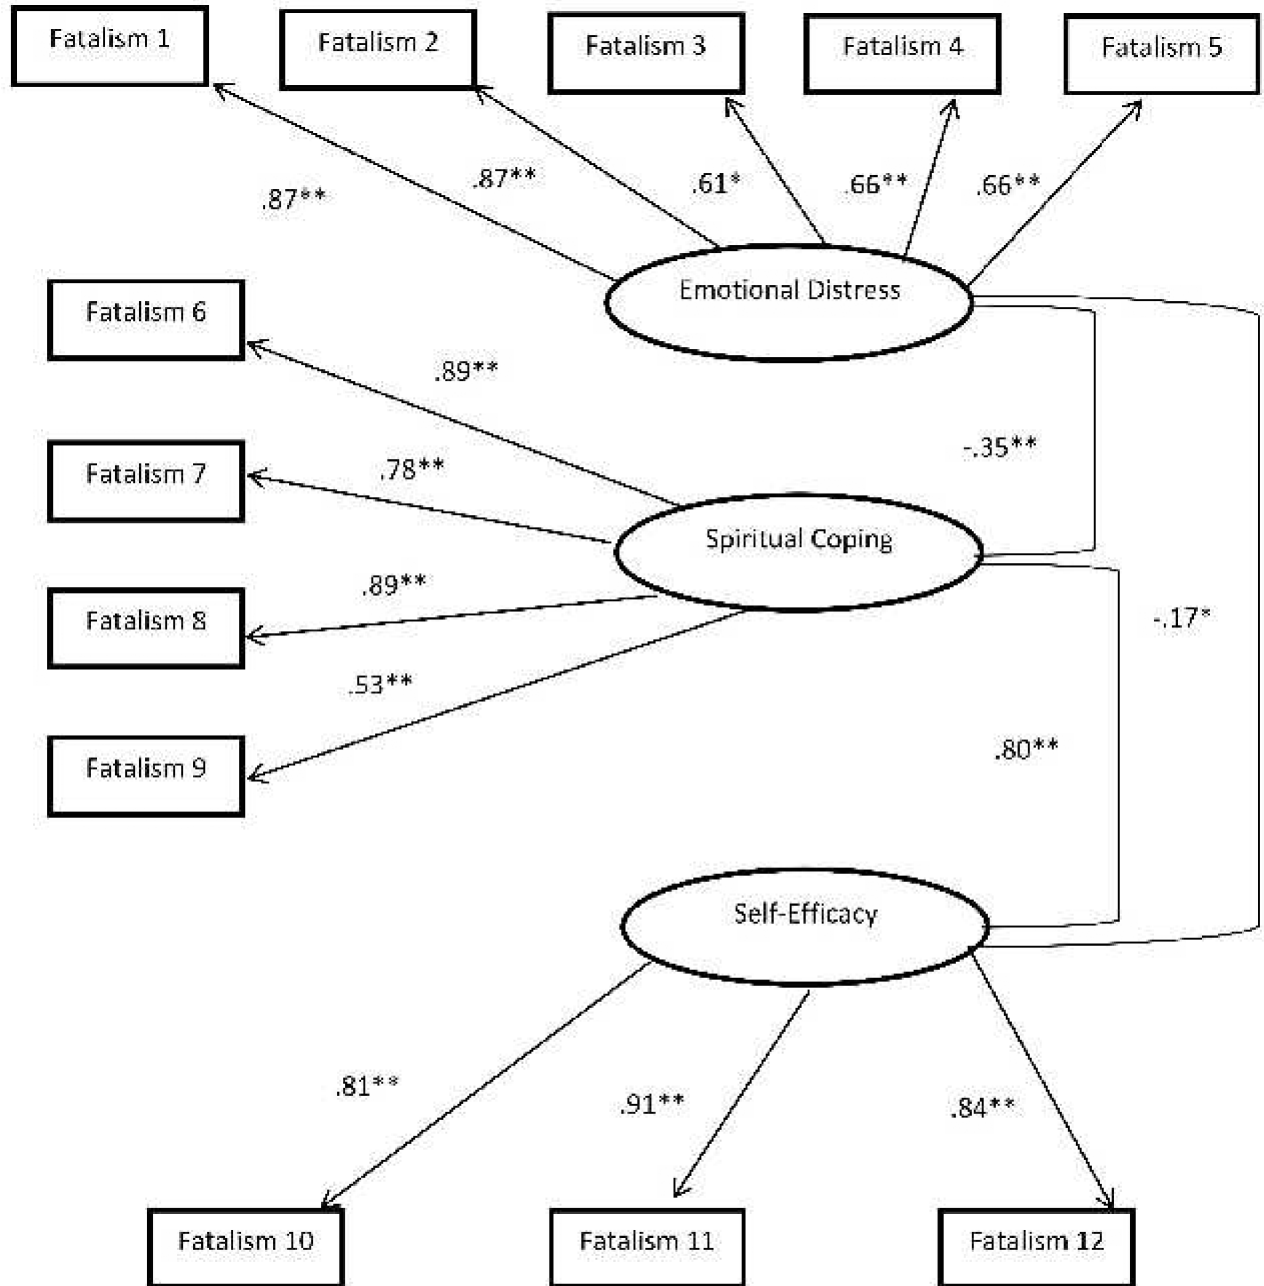 Fatalism 1
Fatalism 2
Fatalism 3
Fatalism 4
Fatalism 5
.87**
.87**
.61*
.66**
.66**
Emotional Distress
Fatalism 6
.89**
-.35**
Fatalism 7
.78**
Spiritual Coping
Fatalism 8
.89**
-.17*
.53**
Fatalism 9
.80**
Self-Efficacy
.81**
.91**
.84**
Fatalism 10
Fatalism 11
Fatalism 12